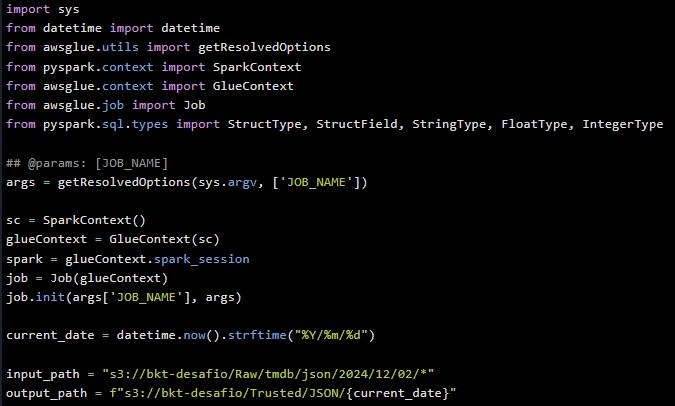 import sys
from datetime import datetime
from awsglue.utils import getResolvedOptions
from pyspark.context import SparkContext
from awsglue.context import GlueContext
from awsglue.job import Job
from pyspark.sql.types import StructType, StructField, StringType, FloatType, IntegerType
## @params: [JOB_NAME]
args = getResolvedOptions(sys.argv, ['JOB_NAME'])
sc = SparkContext()
glueContext = GlueContext(sc)
spark = glueContext.spark_session
job = Job(glueContext)
job.init(args['JOB_NAME'], args)
current_date = datetime.now().strftime("%Y/%m/%d")
input_path = "s3://bkt-desafio/Raw/tmdb/json/2024/12/02/*"
output_path = f"s3://bkt-desafio/Trusted/JSON/{current_date}"